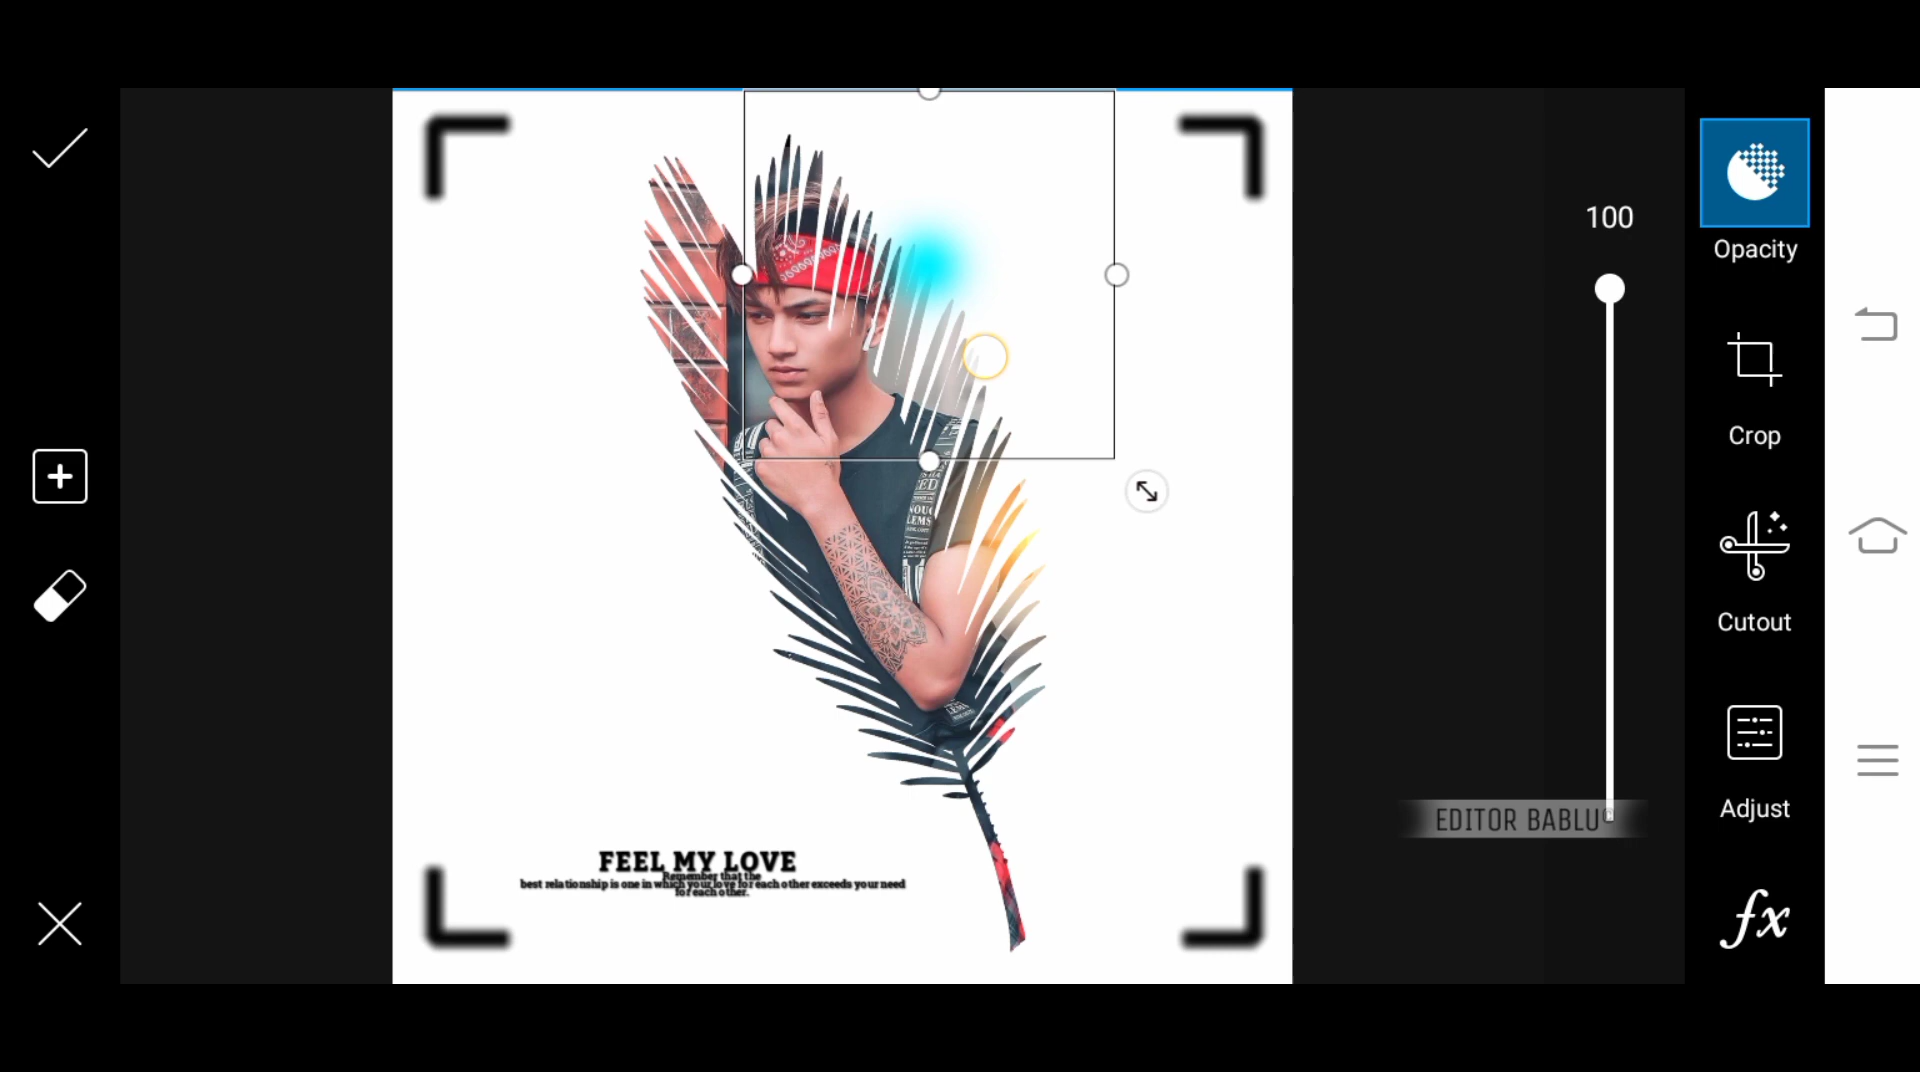 100
Opacity
Crop
Cutout
Adjust
fx
EDITOR BABLU
FEEL MY LOVE
Remember that the
best relationship is one in which your love for each other exceeds your need
for each other.